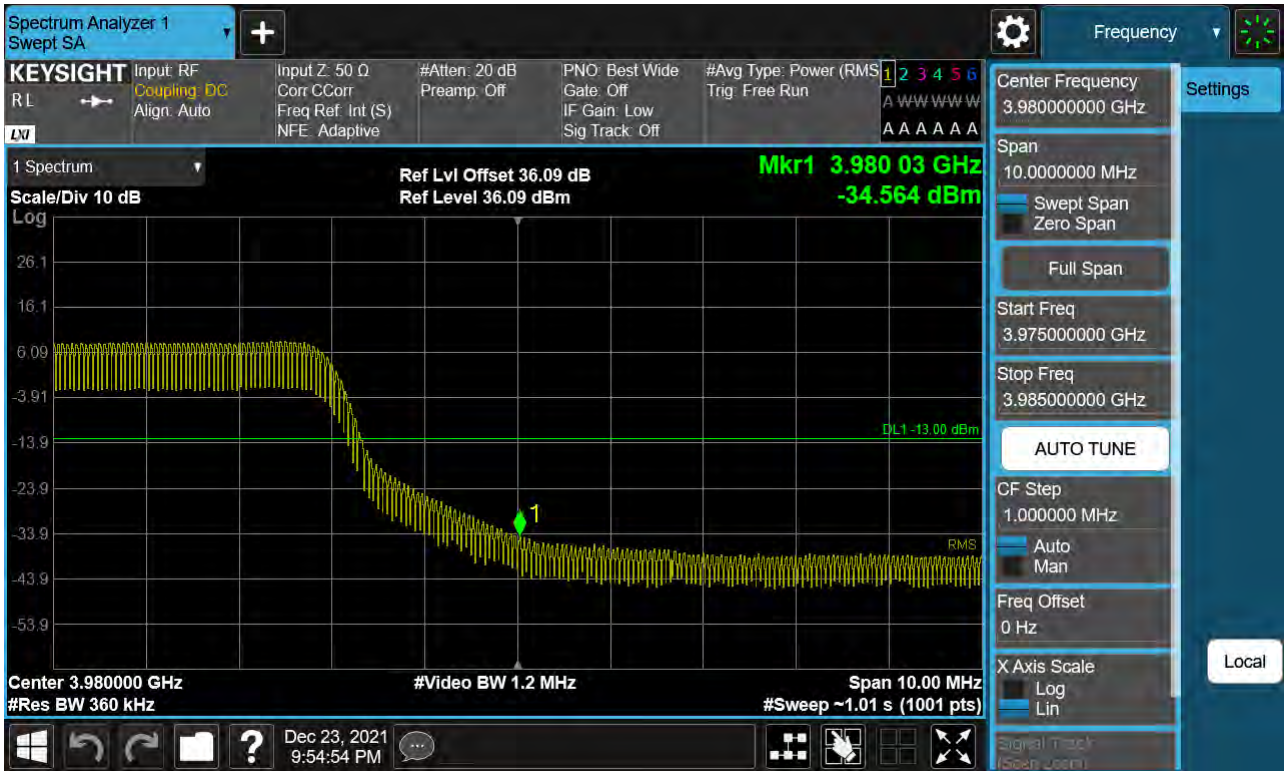 Spectrum Analyzer 1
Swept SA
+
Frequency
KEYSIGHT
RL
LXI
Input: RF
Coupling: DC
Align: Auto
Input Z: 50 Ω
Corr CCorr
Freq Ref: Int (S)
NFE: Adaptive
#Atten: 20 dB
Preamp: Off
PNO: Best Wide
Gate: Off
IF Gain: Low
Sig Track: Off
#Avg Type: Power (RMS
Trig: Free Run
1 2 3 4 5 6
A W W W W W
A A A A A A
1 Spectrum
Scale/Div 10 dB
Log
Ref Lvl Offset 36.09 dB
Ref Level 36.09 dBm
Mkr1 3.980 03 GHz
-34.564 dBm
26.1
16.1
6.09
-3.91
-13.9
-23.9
-33.9
-43.9
-53.9
DL1 -13.00 dBm
1
RMS
Center 3.980000 GHz
#Res BW 360 kHz
#Video BW 1.2 MHz
Span 10.00 MHz
#Sweep ~1.01 s (1001 pts)
Center Frequency
3.980000000 GHz
Settings
Span
10.0000000 MHz
Swept Span
Zero Span
Full Span
Start Freq
3.975000000 GHz
Stop Freq
3.985000000 GHz
AUTO TUNE
CF Step
1.000000 MHz
Auto
Man
Freq Offset
0 Hz
X Axis Scale
Log
Lin
Local
Signal Track
(Span Zoom)
?
Dec 23, 2021
9:54:54 PM